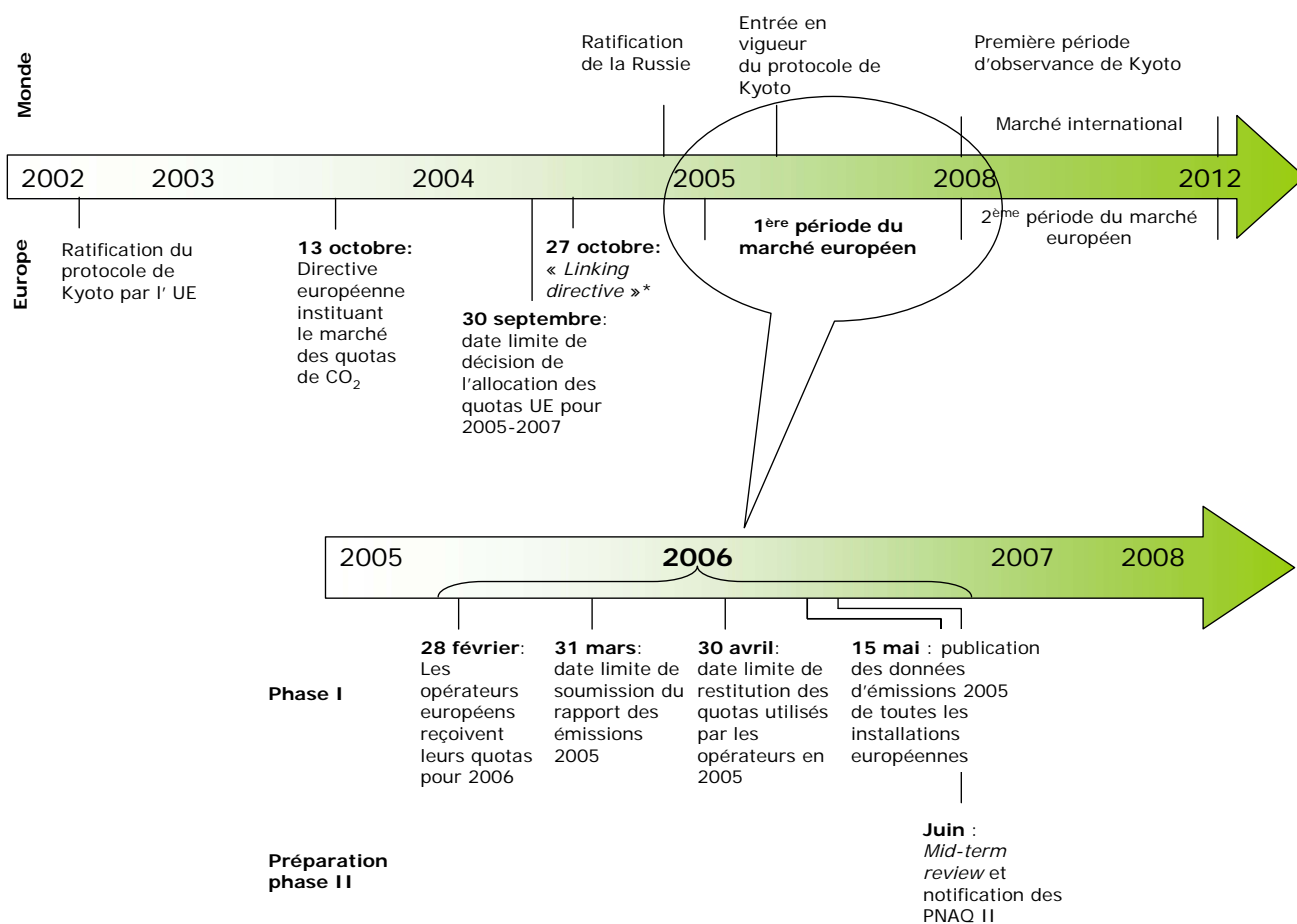 Monde
Ratification
de la Russie
Entrée en
vigueur
du protocole de
Kyoto
Première période
d'observance de Kyoto
Marché international
2002 2003 2004 2005 2008 2012
Europe
Ratification du
protocole de
Kyoto par l' UE
13 octobre:
Directive
européenne
instituant
le marché
des quotas
de CO₂
30 septembre:
date limite de
décision de
l'allocation des
quotas UE pour
2005-2007
27 octobre:
« Linking
directive »*
1ère période du
marché européen
2ème période du marché
européen
2005 2006 2007 2008
Phase I
28 février:
Les
opérateurs
européens
reçoivent
leurs quotas
pour 2006
31 mars:
date limite de
soumission du
rapport des
émissions
2005
30 avril:
date limite de
restitution des
quotas utilisés
par les
opérateurs en
2005
15 mai : publication
des données
d'émissions 2005
de toutes les
installations
européennes
Préparation
phase II
Juin :
Mid-term
review et
notification des
PNAQ II